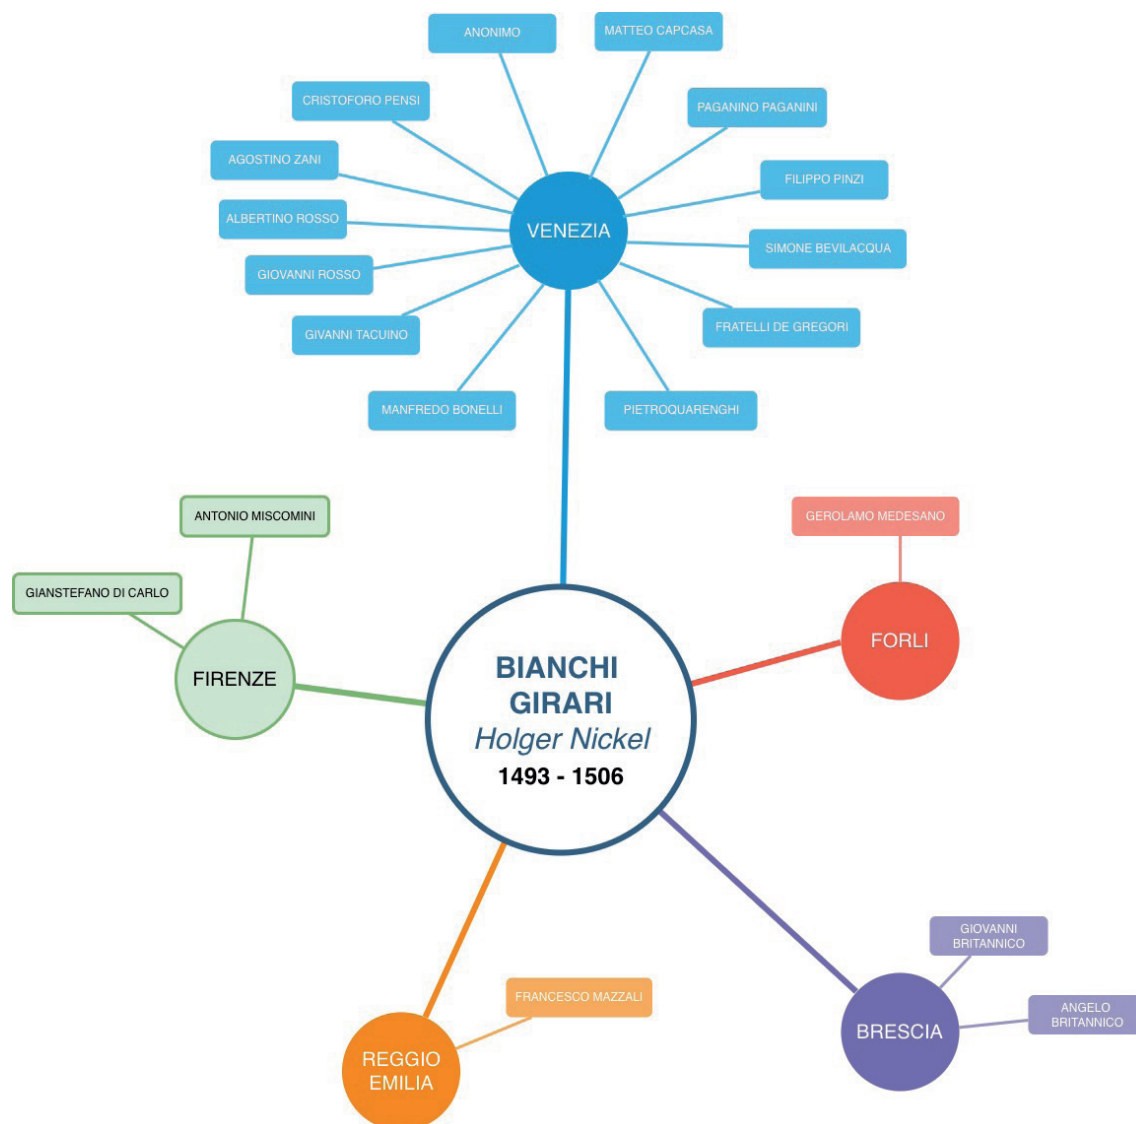 ANONIMO
MATTEO CAPCASA
CRISTOFORO PENSI
PAGANINO PAGANINI
AGOSTINO ZANI
FILIPPO PINZI
ALBERTINO ROSSO
VENEZIA
SIMONE BEVILACQUA
GIOVANNI ROSSO
GIVANNI TACUINO
FRATELLI DE GREGORI
MANFREDO BONELLI
PIETROQUARENGHI
ANTONIO MISCOMINI
GEROLAMO MEDESANO
GIANSTEFANO DI CARLO
FIRENZE
FORLI
BIANCHI
GIRARI
Holger Nickel
1493 - 1506
GIOVANNI
BRITANNICO
FRANCESCO MAZZALI
ANGELO
BRITANNICO
BRESCIA
REGGIO
EMILIA